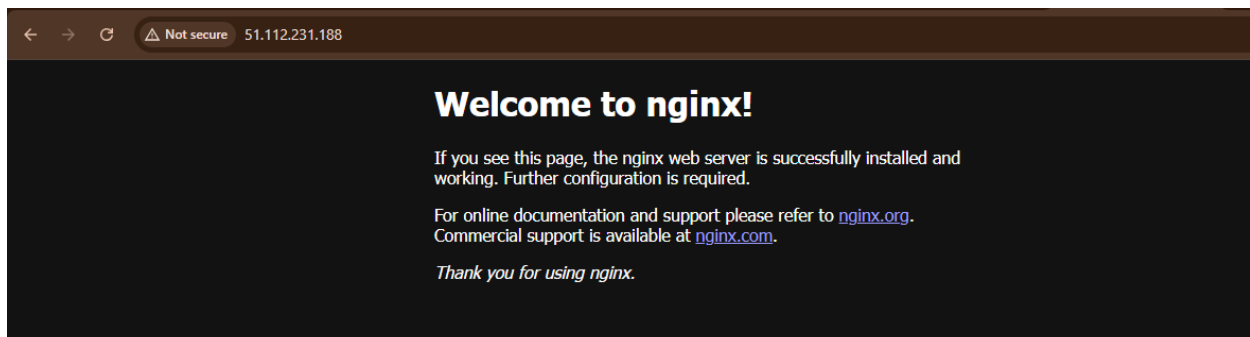 Not secure 51.112.231.188
Welcome to nginx!
If you see this page, the nginx web server is successfully installed and
working. Further configuration is required.
For online documentation and support please refer to nginx.org.
Commercial support is available at nginx.com.
Thank you for using nginx.